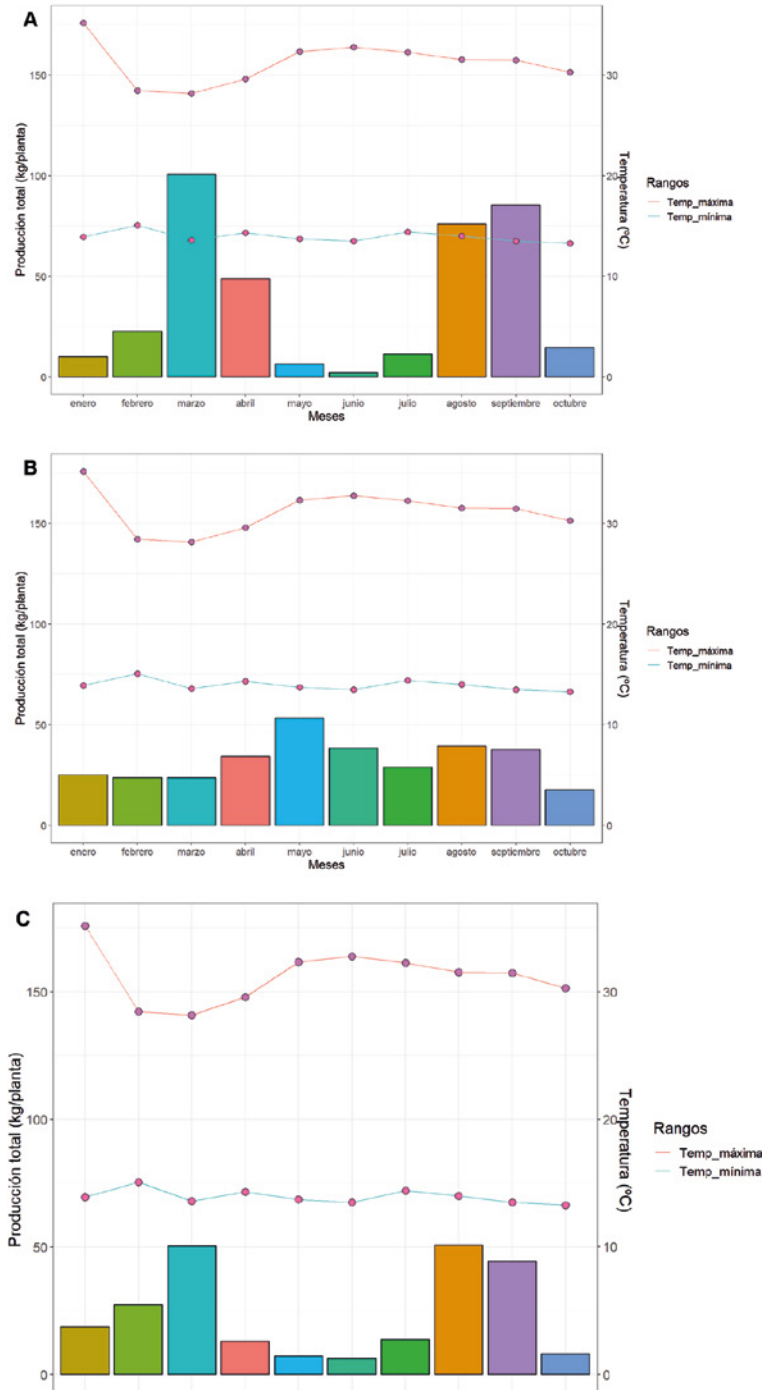 A
Producción total (kg/planta)
150
100
50
0
30
20
10
0
Temperatura (ºC)
Rangos
Temp_máxima
Temp_mínima
enero febrero marzo abril mayo junio julio agosto septiembre octubre
Meses
B
Producción total (kg/planta)
150
100
50
0
30
20
10
0
Temperatura (ºC)
Rangos
Temp_máxima
Temp_mínima
enero febrero marzo abril mayo junio julio agosto septiembre octubre
Meses
C
Producción total (kg/planta)
150
100
50
0
30
20
10
0
Temperatura (ºC)
Rangos
Temp_máxima
Temp_mínima